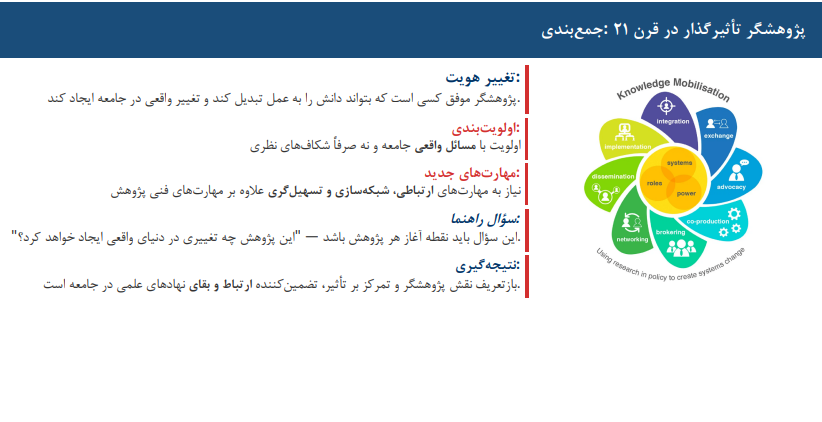 پژوهشگر تأثیرگذار در قرن ۲۱ :جمع‌بندی
تغییر هویت:
پژوهشگر موفق کسی است که بتواند دانش را به عمل تبدیل کند و تغییر واقعی در جامعه ایجاد کند.
اولویت‌بندی:
اولویت با مسائل واقعی جامعه و نه صرفاً شکاف‌های نظری
مهارت‌های جدید:
نیاز به مهارت‌های ارتباطی، شبکه‌سازی و تسهیل‌گری علاوه بر مهارت‌های فنی پژوهش
سؤال راهنما:
این سؤال باید نقطه آغاز هر پژوهش باشد — "این پژوهش چه تغییری در دنیای واقعی ایجاد خواهد کرد؟".
نتیجه‌گیری:
بازتعریف نقش پژوهشگر و تمرکز بر تأثیر، تضمین‌کننده ارتباط و بقای نهادهای علمی در جامعه است.
Knowledge Mobilisation
integration
exchange
advocacy
co-production
brokering
networking
dissemination
implementation
systems
roles
power
Using research in policy to create systems change